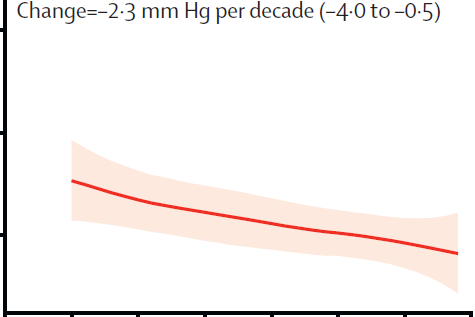 Change=–2·3 mm Hg per decade (–4·0 to –0·5)